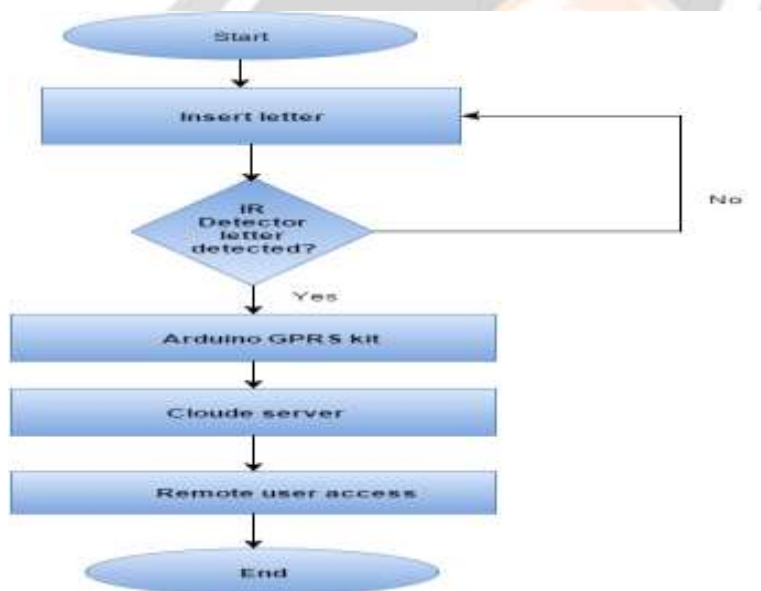 Start
Insert letter
IR
Detector
letter
detected?
No
Yes
Arduino GPRS kit
Cloude server
Remote user access
End